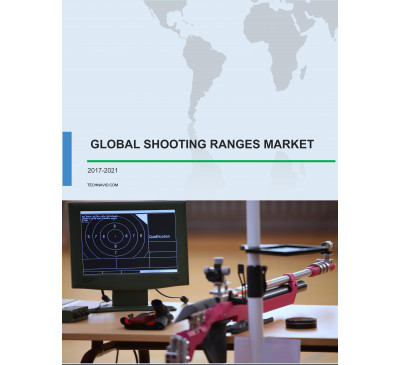 GLOBAL SHOOTING RANGES MARKET
2017-2021
TECHNAVIO.COM
Qualification